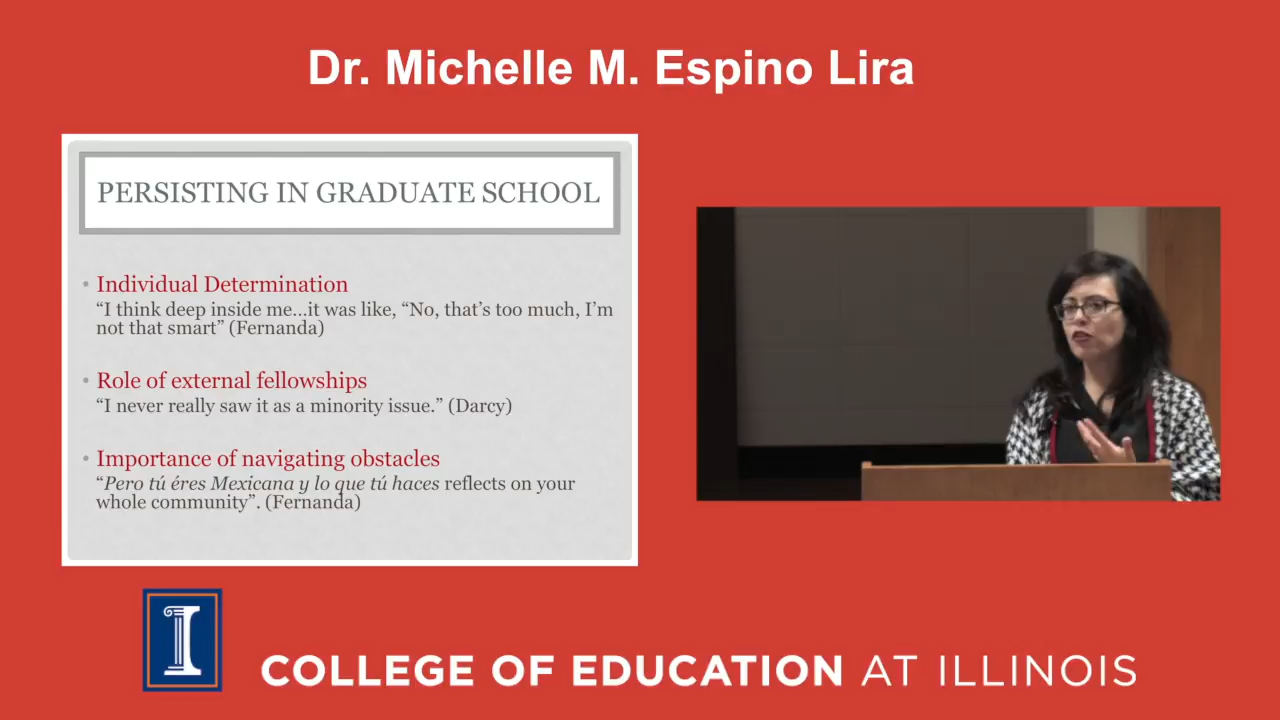 Dr. Michelle M. Espino Lira
PERSISTING IN GRADUATE SCHOOL
• Individual Determination
“I think deep inside me...it was like, “No, that’s too much, I’m
not that smart” (Fernanda)
• Role of external fellowships
“I never really saw it as a minority issue.” (Darcy)
• Importance of navigating obstacles
“Pero tú éres Mexicana y lo que tú haces reflects on your
whole community”. (Fernanda)
I
COLLEGE OF EDUCATION AT ILLINOIS